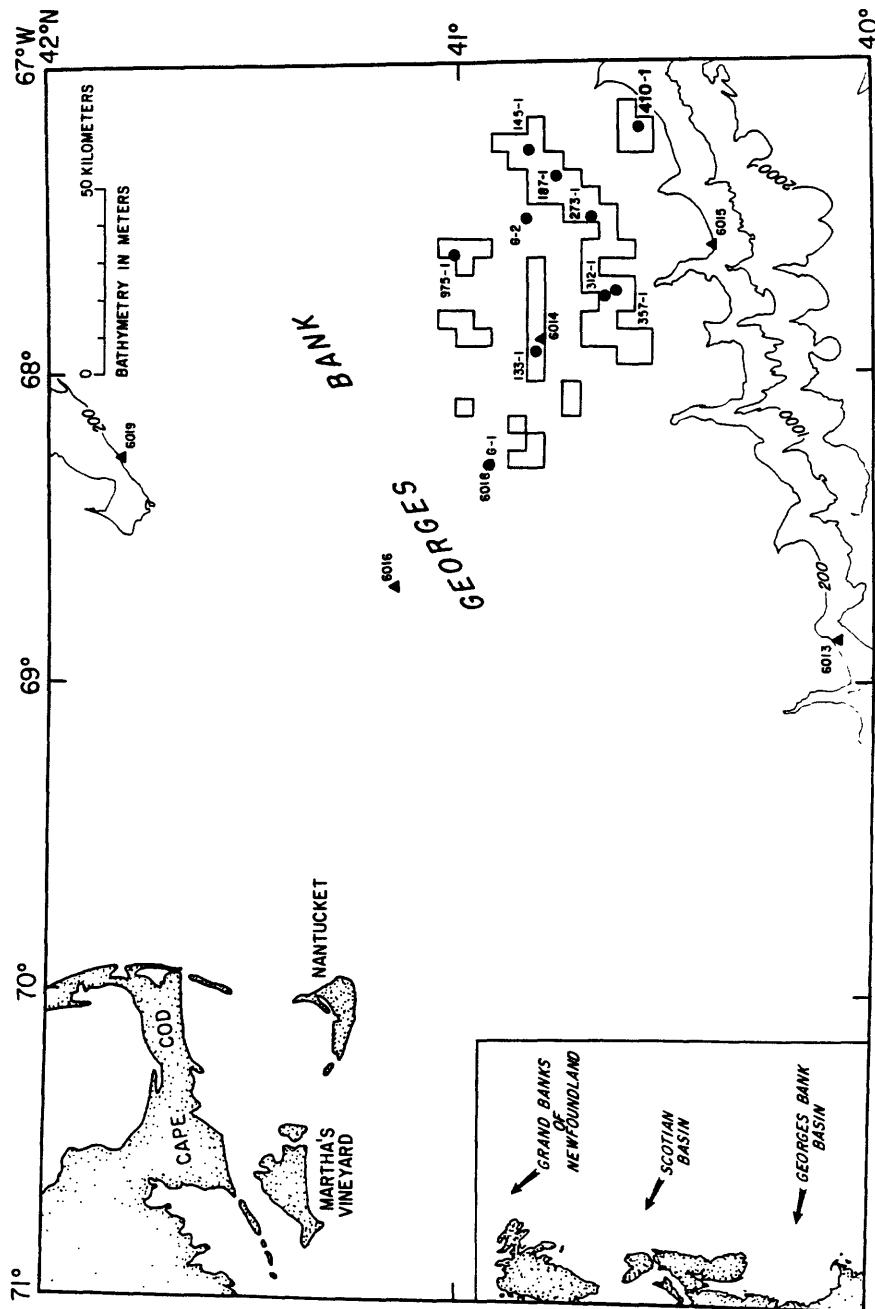 71°
70°
69°
68°
67°W
42°N
41
40°
0
50 KILOMETERS
BATHYMETRY IN METERS
CAPE
COD
MARTHA'S
VINEYARD
NANTUCKET
GEORGES
BANK
200
6019
6016
6018
G-1
975-1
133-1
6014
G-2
145-1
187-1
273-1
312-1
357-1
410-1
6015
6013
200
1000
2000
GRAND BANKS
OF
NEWFOUNDLAND
SCOTIAN
BASIN
GEORGES BANK
BASIN